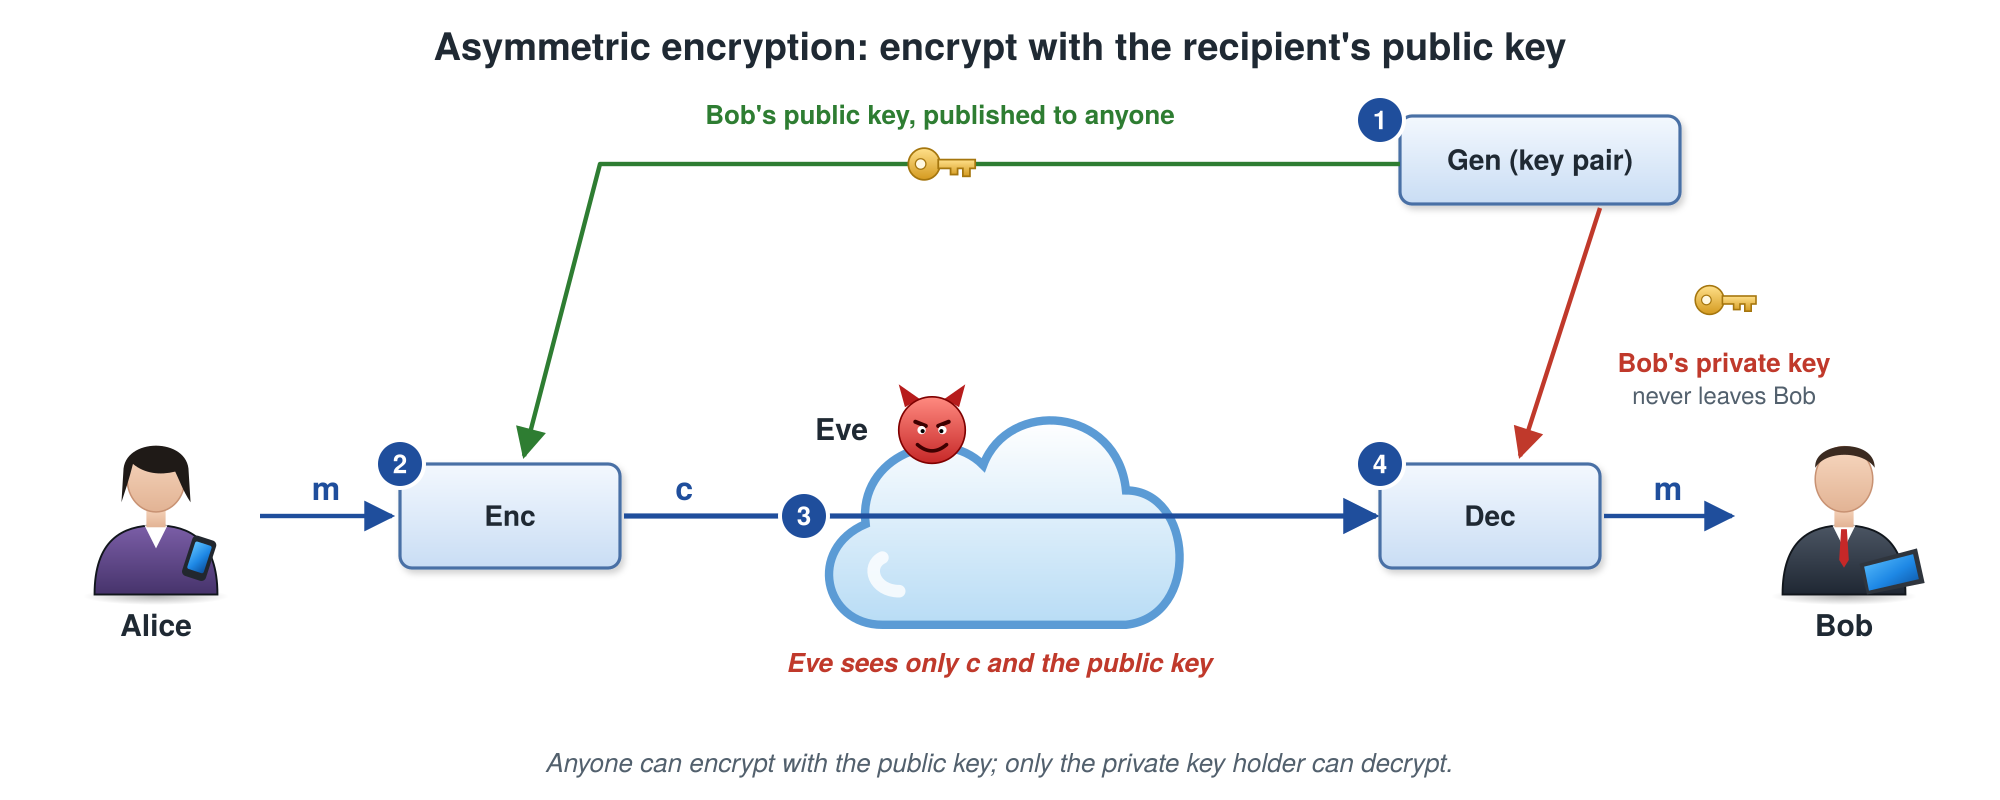 Asymmetric encryption: encrypt with the recipient's public key
Bob's public key, published to anyone
1
Gen (key pair)
Bob's private key
never leaves Bob
Eve
2
4
m
c
m
3
Enc
Dec
Alice
Bob
Eve sees only c and the public key
Anyone can encrypt with the public key; only the private key holder can decrypt.